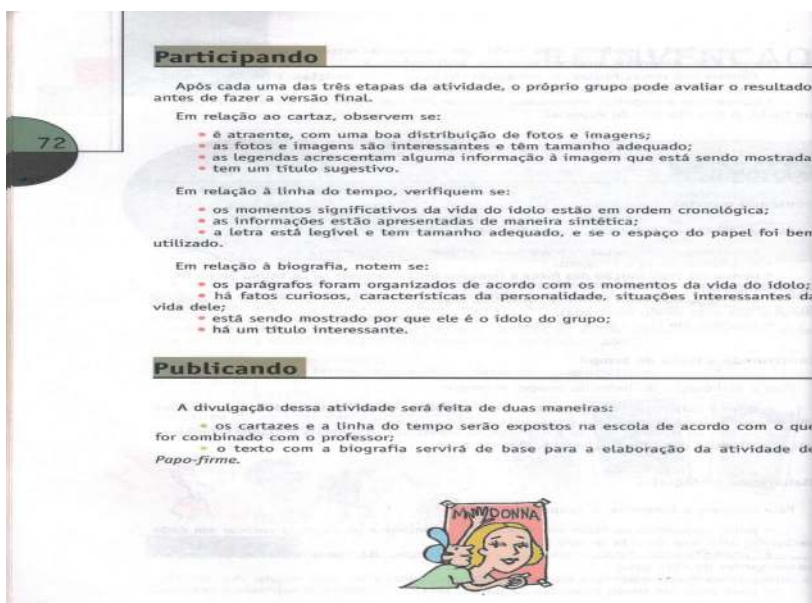 Participando
Após cada uma das três etapas da atividade, o próprio grupo pode avaliar o resultado
antes de fazer a versão final.
Em relação ao cartaz, observem se:
• é atraente, com uma boa distribuição de fotos e imagens;
72
• as fotos e imagens são interessantes e têm tamanho adequado;
• as legendas acrescentam alguma informação à imagem que está sendo mostrada
• tem um título sugestivo.
Em relação à linha do tempo, verifiquem se:
• os momentos significativos da vida do ídolo estão em ordem cronológica;
• as informações estão apresentadas de maneira sintética;
• a letra está legível e tem tamanho adequado, e se o espaço do papel foi bem
utilizado.
Em relação à biografia, notem se:
• os parágrafos foram organizados de acordo com os momentos da vida do ídolo;
• há fatos curiosos, características da personalidade, situações interessantes da
vida dele;
• está sendo mostrado por que ele é o ídolo do grupo;
• há um título interessante.
Publicando
A divulgação dessa atividade será feita de duas maneiras:
• os cartazes e a linha do tempo serão expostos na escola de acordo com o que
for combinado com o professor;
• o texto com a biografia servirá de base para a elaboração da atividade de
Papo-firme.